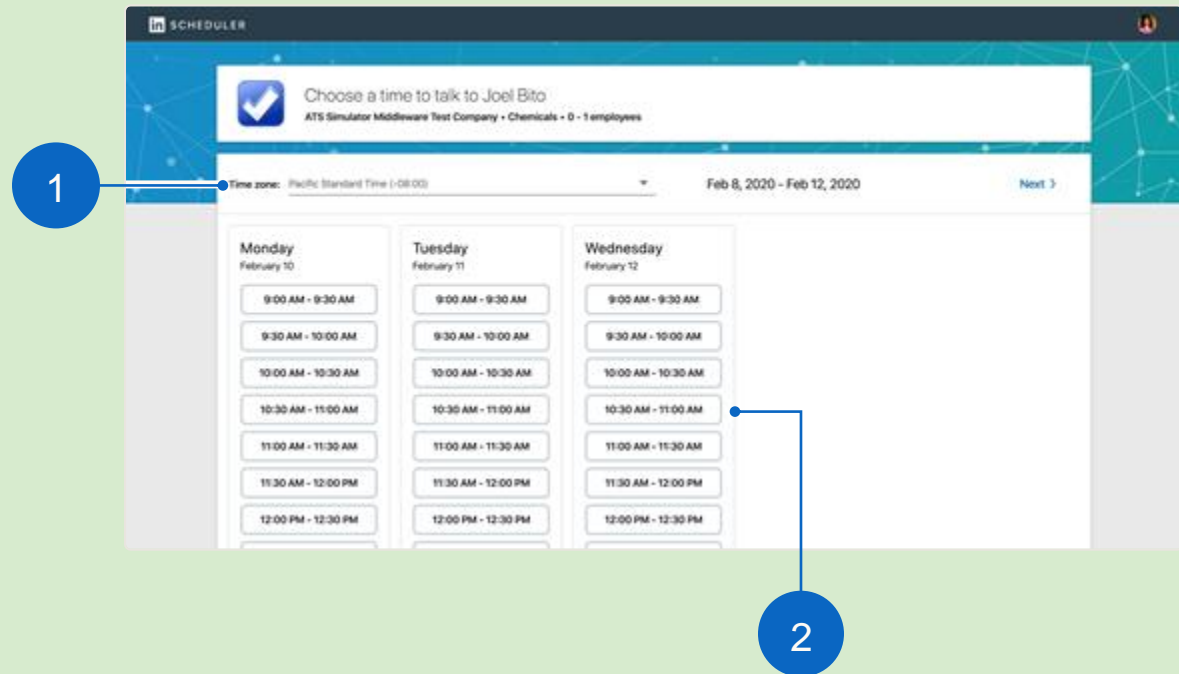 in SCHEDULER
Choose a time to talk to Joel Bito
ATS Simulator Middleware Test Company • Chemicals • 0 - 1 employees
1
Time zone: Pacific Standard Time (-08:00)
Feb 8, 2020 - Feb 12, 2020
Next >
Monday
February 10
9:00 AM - 9:30 AM
9:30 AM - 10:00 AM
10:00 AM - 10:30 AM
10:30 AM - 11:00 AM
11:00 AM - 11:30 AM
11:30 AM - 12:00 PM
12:00 PM - 12:30 PM
Tuesday
February 11
9:00 AM - 9:30 AM
9:30 AM - 10:00 AM
10:00 AM - 10:30 AM
10:30 AM - 11:00 AM
11:00 AM - 11:30 AM
11:30 AM - 12:00 PM
12:00 PM - 12:30 PM
Wednesday
February 12
9:00 AM - 9:30 AM
9:30 AM - 10:00 AM
10:00 AM - 10:30 AM
10:30 AM - 11:00 AM
11:00 AM - 11:30 AM
11:30 AM - 12:00 PM
12:00 PM - 12:30 PM
2